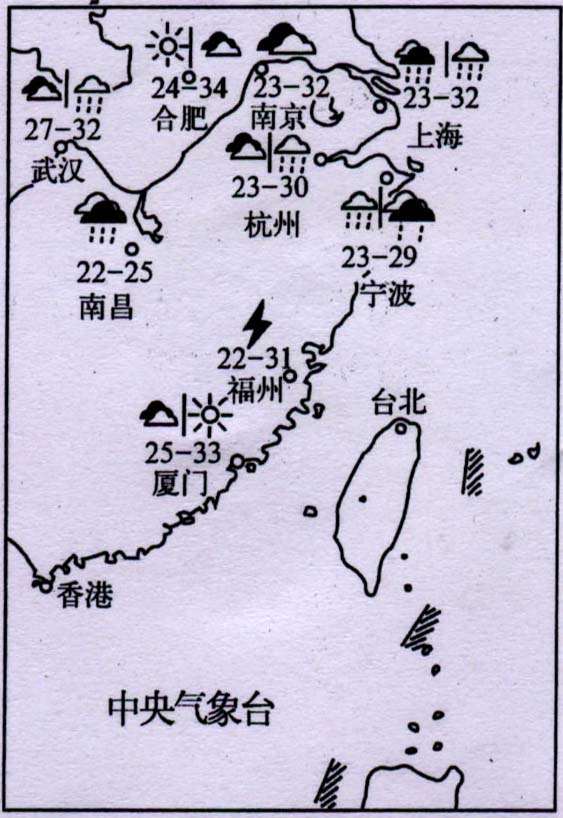 24-34
合肥
23-32
南京
23-32
上海
27-32
武汉
23-30
杭州
22-25
南昌
23-29
宁波
22-31
福州
台北
25-33
厦门
香港
中央气象台